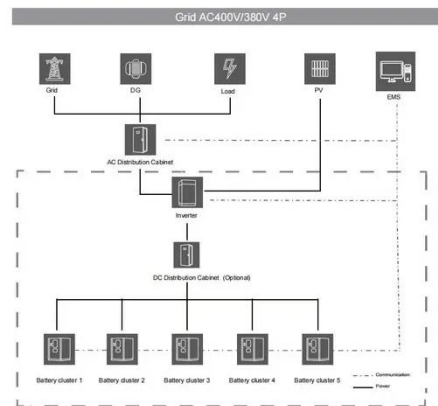 Grid AC400V/380V 4P
Grid
DG
Load
PV
EMS
AC Distribution Cabinet
Inverter
DC Distribution Cabinet (Optional)
Battery cluster 1
Battery cluster 2
Battery cluster 3
Battery cluster 4
Battery cluster 5
Communication
Power